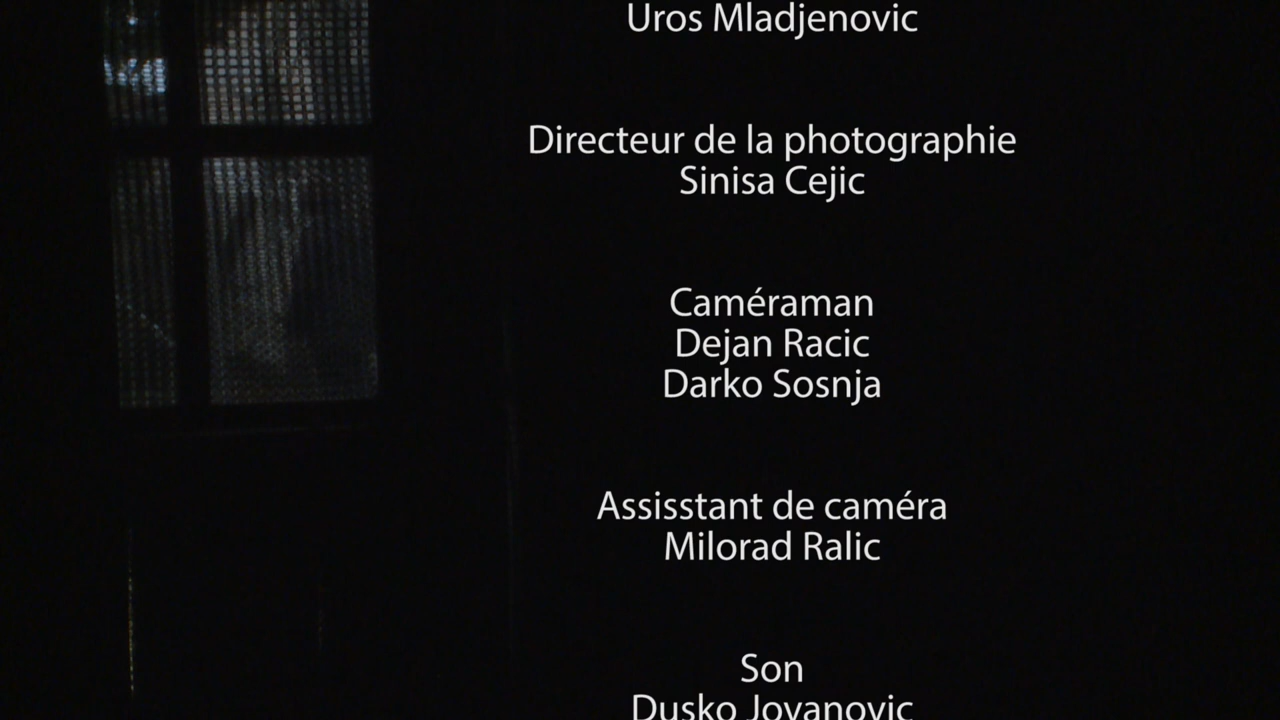 Uros Mladjenovic
Directeur de la photographie
Sinisa Cejic
Caméraman
Dejan Racic
Darko Sosnja
Assisstant de caméra
Milorad Ralic
Son
Dusko Jovanovic